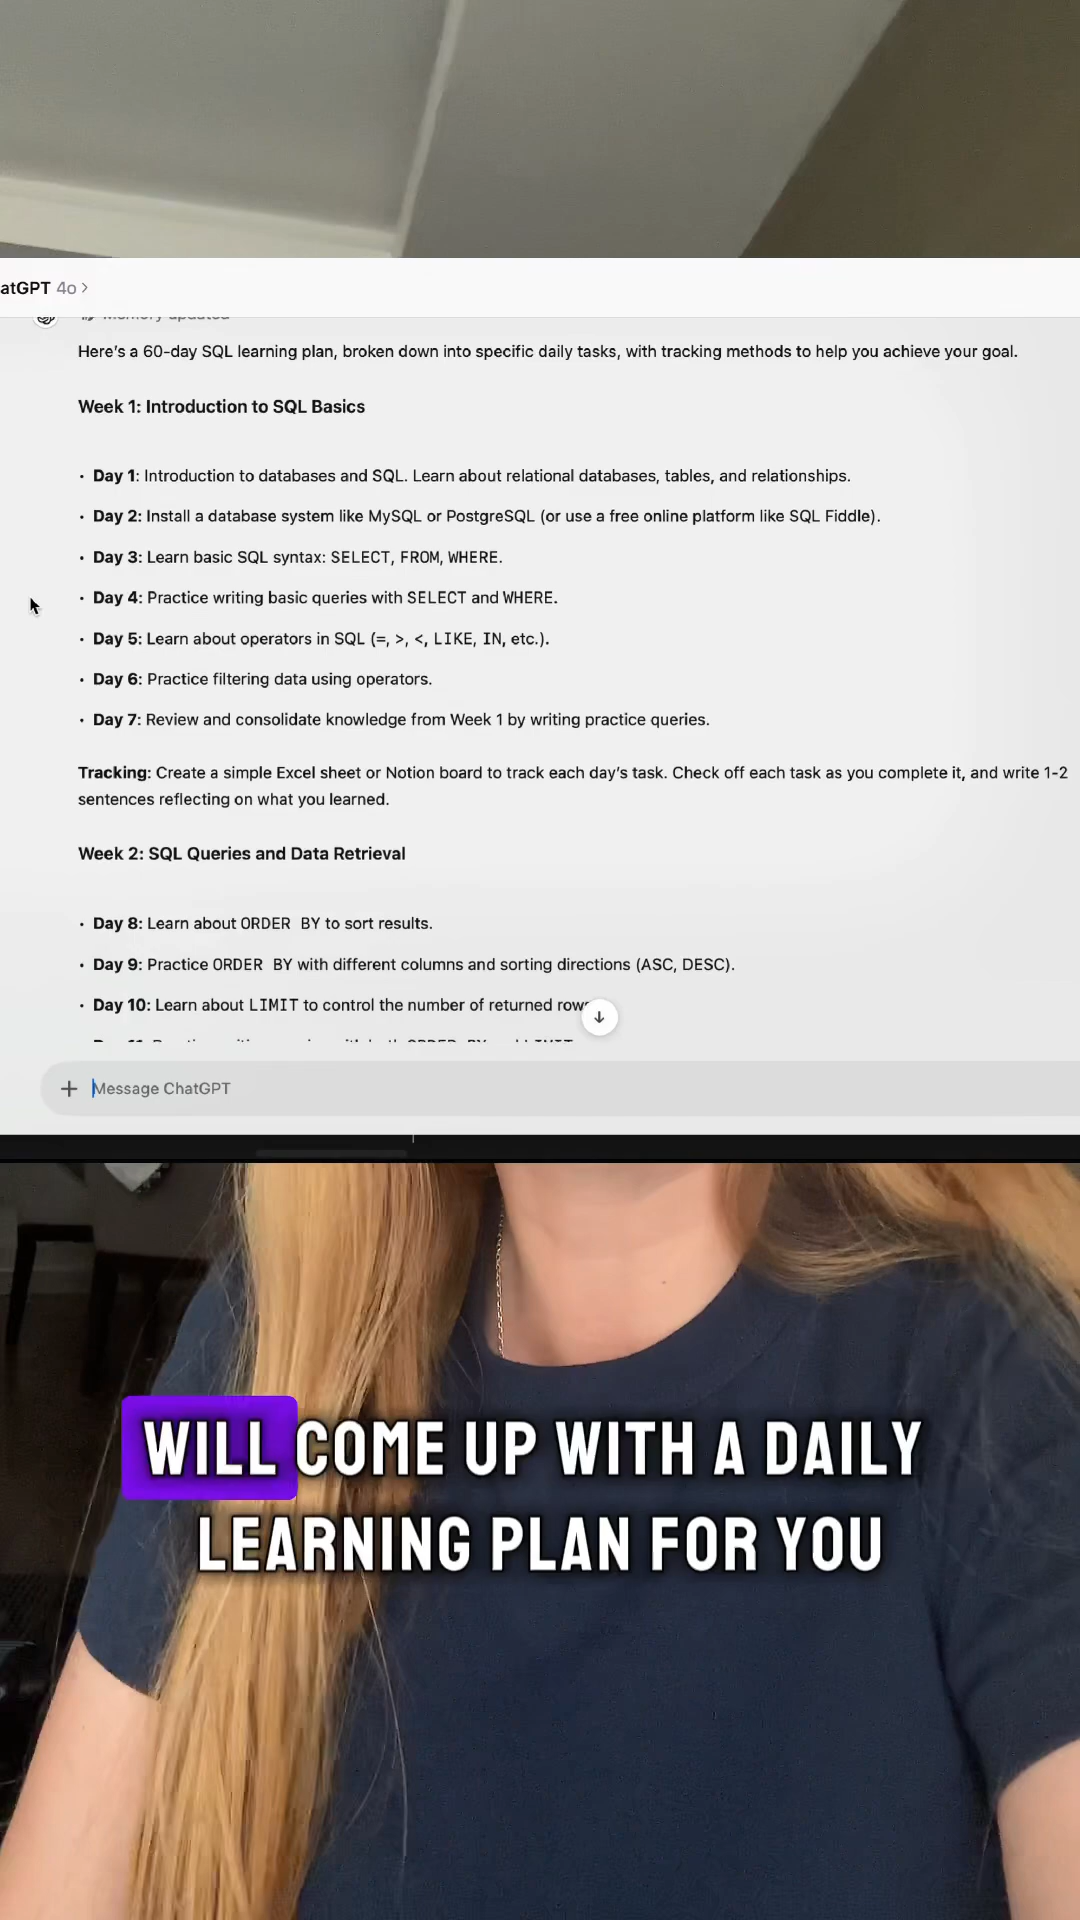 atGPT 4o >
Memory updated
Here's a 60-day SQL learning plan, broken down into specific daily tasks, with tracking methods to help you achieve your goal.
Week 1: Introduction to SQL Basics
• Day 1: Introduction to databases and SQL. Learn about relational databases, tables, and relationships.
• Day 2: Install a database system like MySQL or PostgreSQL (or use a free online platform like SQL Fiddle).
• Day 3: Learn basic SQL syntax: SELECT, FROM, WHERE.
• Day 4: Practice writing basic queries with SELECT and WHERE.
• Day 5: Learn about operators in SQL (=, >, <, LIKE, IN, etc.).
• Day 6: Practice filtering data using operators.
• Day 7: Review and consolidate knowledge from Week 1 by writing practice queries.
Tracking: Create a simple Excel sheet or Notion board to track each day's task. Check off each task as you complete it, and write 1-2
sentences reflecting on what you learned.
Week 2: SQL Queries and Data Retrieval
• Day 8: Learn about ORDER BY to sort results.
• Day 9: Practice ORDER BY with different columns and sorting directions (ASC, DESC).
• Day 10: Learn about LIMIT to control the number of returned rows
Message ChatGPT
WILL COME UP WITH A DAILY
LEARNING PLAN FOR YOU